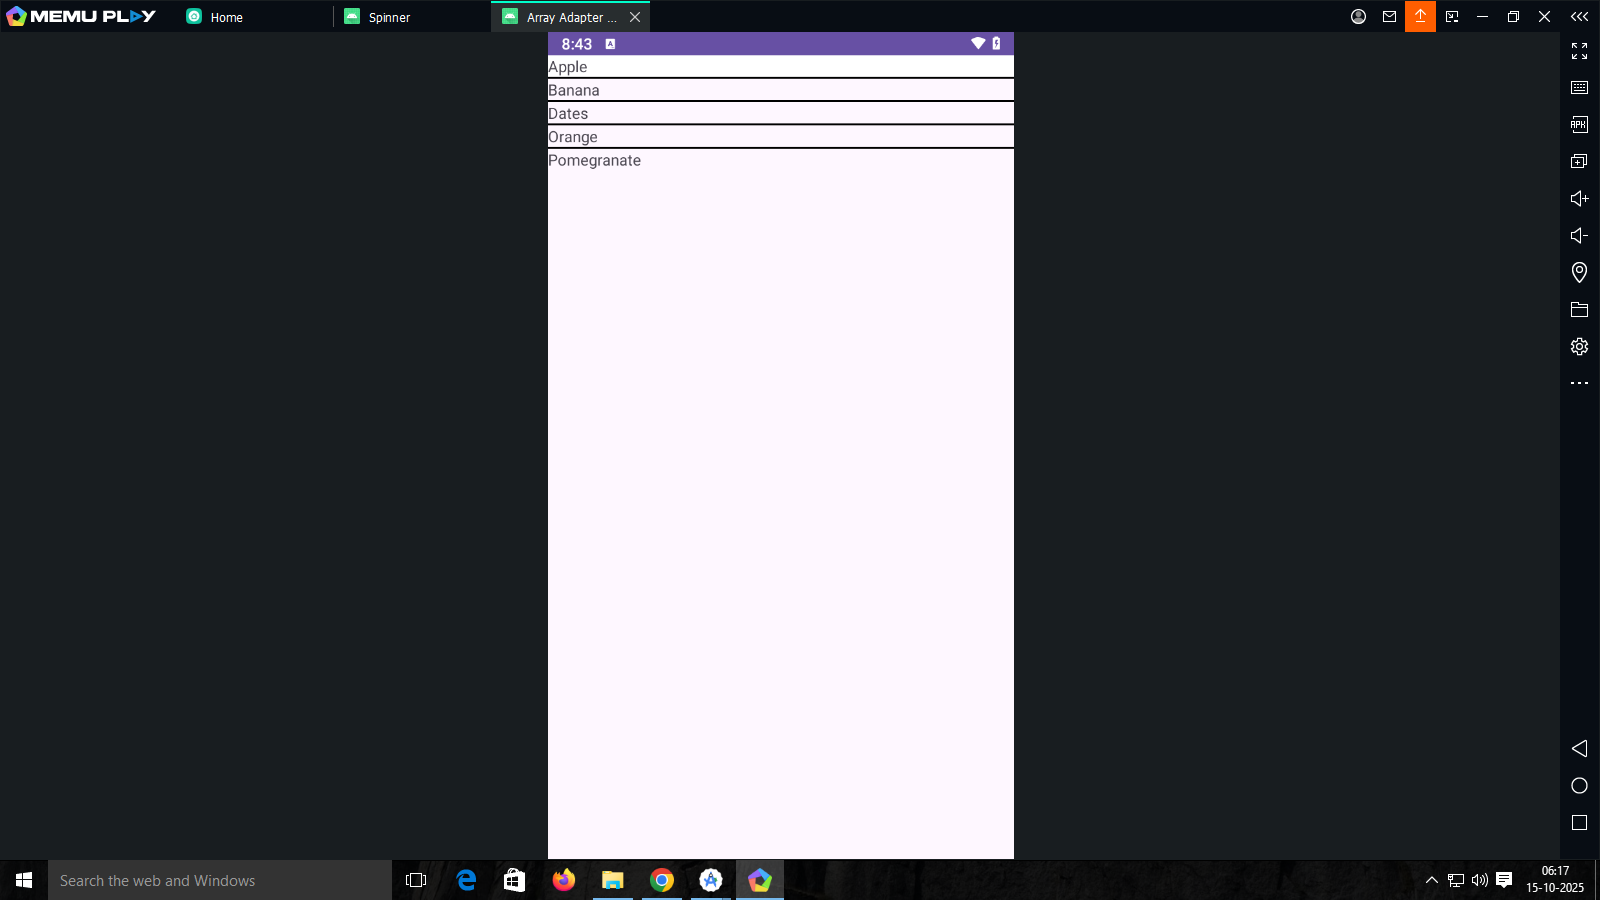 MEMU PLAY
Home
Spinner
Array Adapter ...
8:43
A
Apple
Banana
Dates
Orange
Pomegranate
APK
Search the web and Windows
06:17
15-10-2025